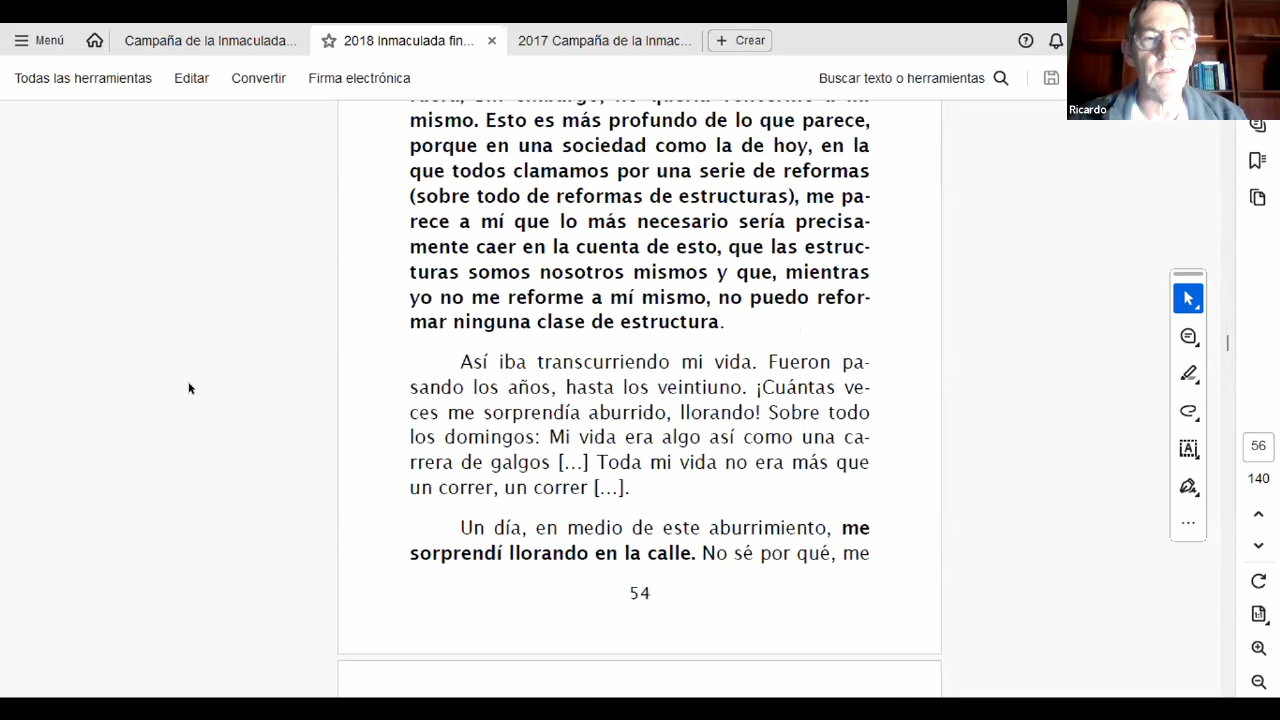 Menú
Campaña de la Inmaculada...
2018 Inmaculada fin...
2017 Campaña de la Inmac...
Crear
Todas las herramientas
Editar
Convertir
Firma electrónica
Buscar texto o herramientas
Ricardo
mismo. Esto es más profundo de lo que parece,
porque en una sociedad como la de hoy, en la
que todos clamamos por una serie de reformas
(sobre todo de reformas de estructuras), me pa-
rece a mí que lo más necesario sería precisa-
mente caer en la cuenta de esto, que las estruc-
turas somos nosotros mismos y que, mientras
yo no me reforme a mí mismo, no puedo refor-
mar ninguna clase de estructura.
Así iba transcurriendo mi vida. Fueron pa-
sando los años, hasta los veintiuno. ¡Cuántas ve-
ces me sorprendía aburrido, llorando! Sobre todo
los domingos: Mi vida era algo así como una ca-
rrera de galgos [...] Toda mi vida no era más que
un correr, un correr [...].
Un día, en medio de este aburrimiento, me
sorprendí llorando en la calle. No sé por qué, me
54
56
140